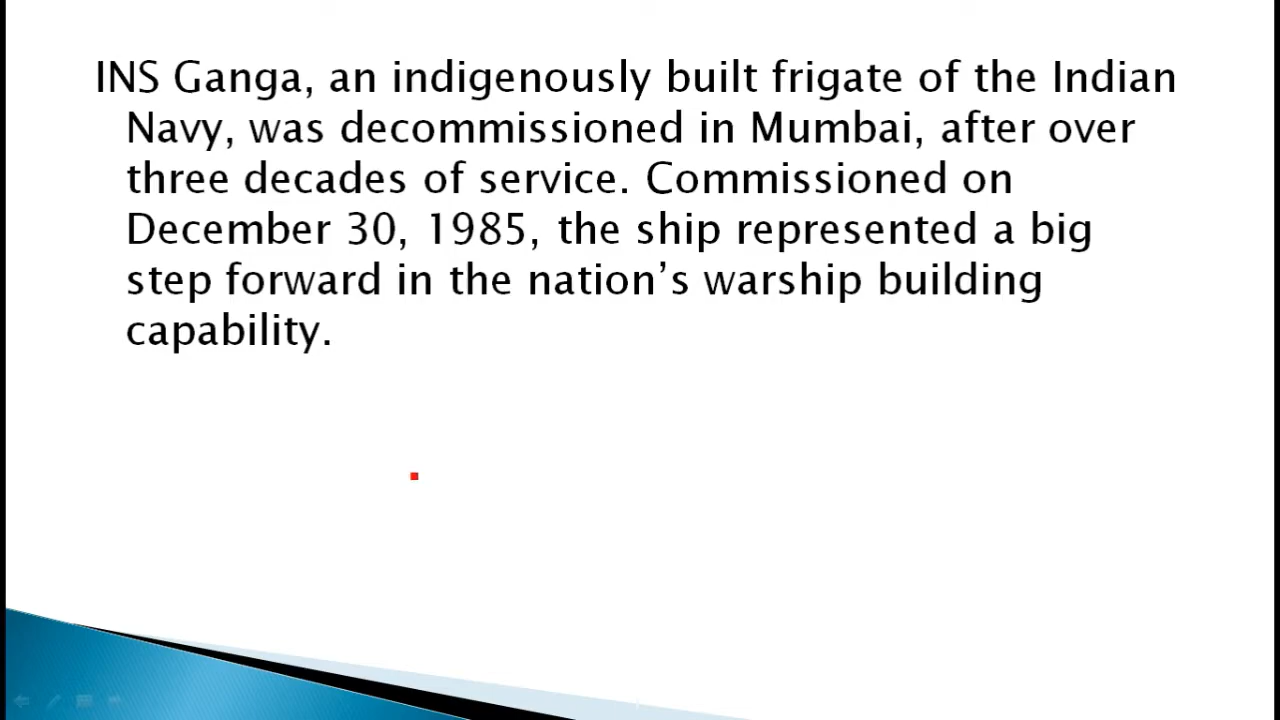 INS Ganga, an indigenously built frigate of the Indian
Navy, was decommissioned in Mumbai, after over
three decades of service. Commissioned on
December 30, 1985, the ship represented a big
step forward in the nation’s warship building
capability.